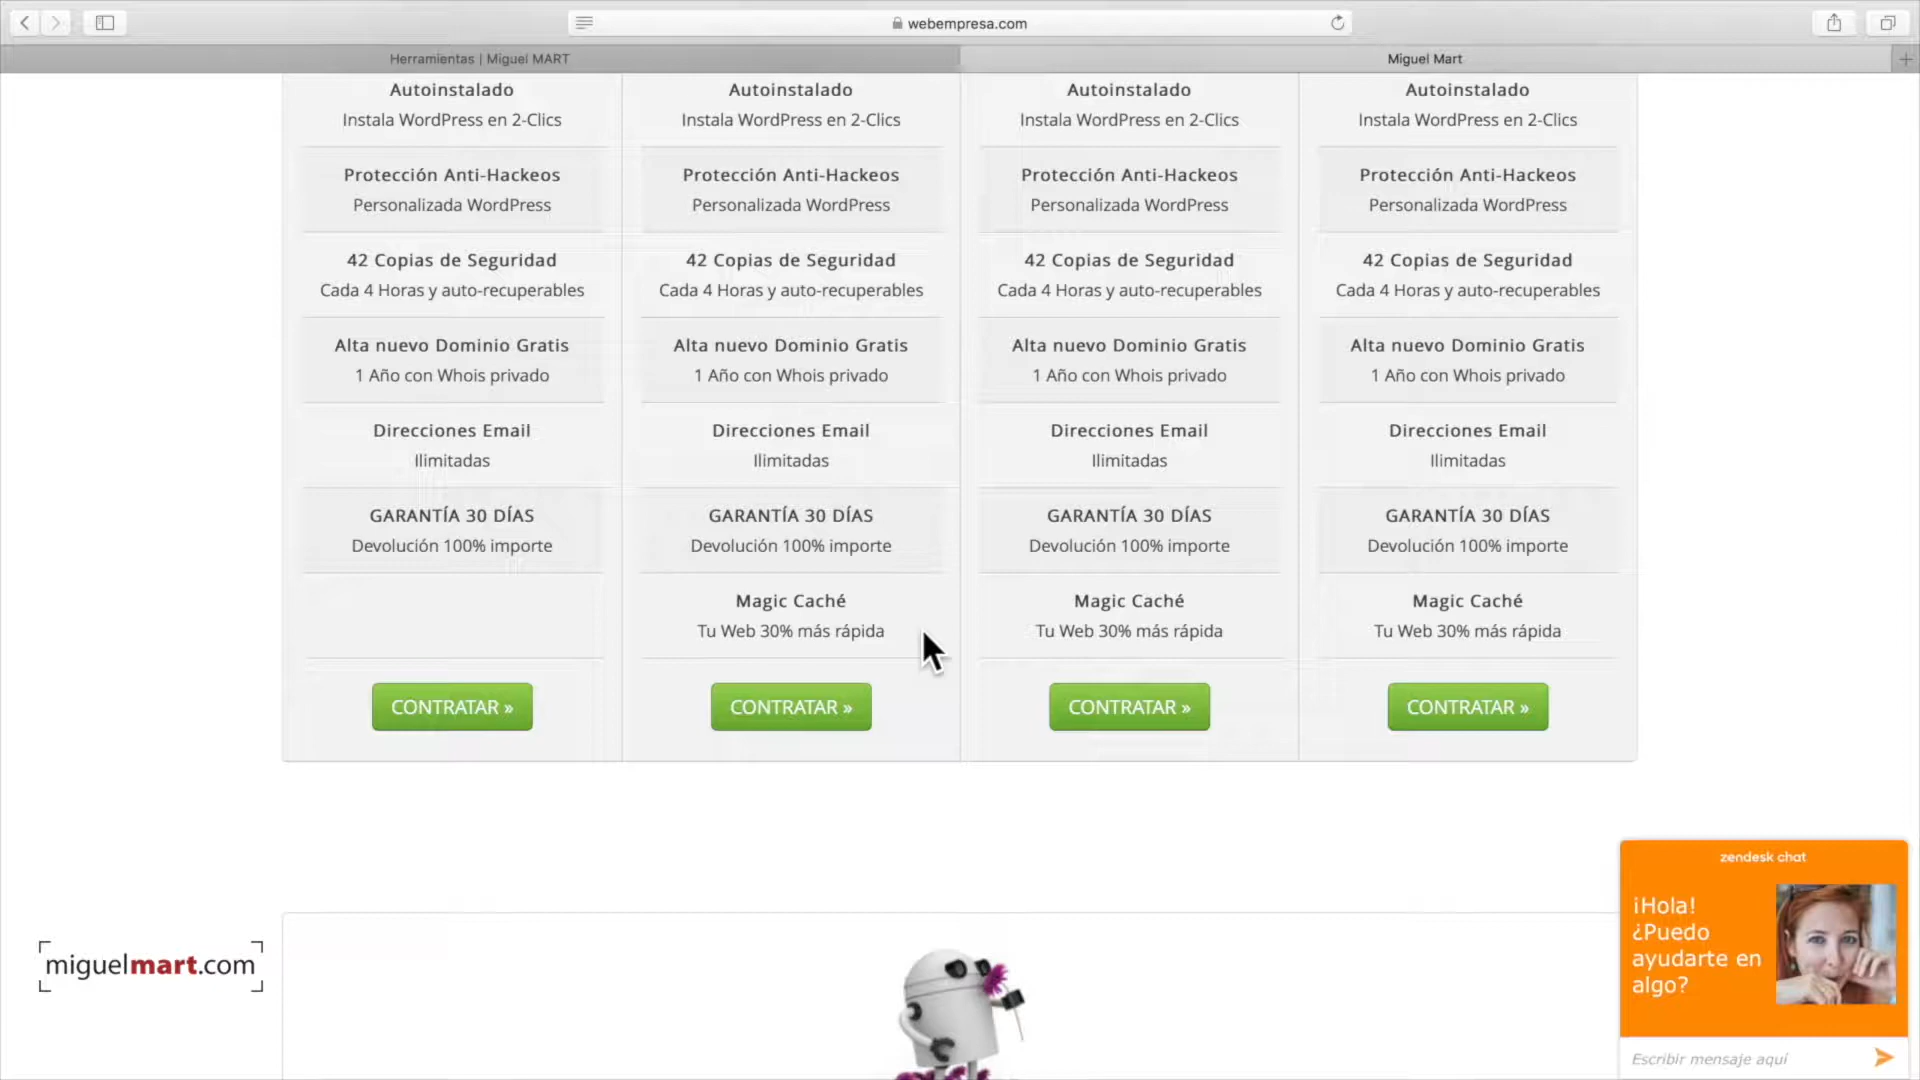 webempresa.com
Herramientas | Miguel MART
Miguel Mart
Autoinstalado
Instala WordPress en 2-Clics
Protección Anti-Hackeos
Personalizada WordPress
42 Copias de Seguridad
Cada 4 Horas y auto-recuperables
Alta nuevo Dominio Gratis
1 Año con Whois privado
Direcciones Email
Ilimitadas
GARANTÍA 30 DÍAS
Devolución 100% importe
CONTRATAR »
Autoinstalado
Instala WordPress en 2-Clics
Protección Anti-Hackeos
Personalizada WordPress
42 Copias de Seguridad
Cada 4 Horas y auto-recuperables
Alta nuevo Dominio Gratis
1 Año con Whois privado
Direcciones Email
Ilimitadas
GARANTÍA 30 DÍAS
Devolución 100% importe
Magic Caché
Tu Web 30% más rápida
CONTRATAR »
Autoinstalado
Instala WordPress en 2-Clics
Protección Anti-Hackeos
Personalizada WordPress
42 Copias de Seguridad
Cada 4 Horas y auto-recuperables
Alta nuevo Dominio Gratis
1 Año con Whois privado
Direcciones Email
Ilimitadas
GARANTÍA 30 DÍAS
Devolución 100% importe
Magic Caché
Tu Web 30% más rápida
CONTRATAR »
Autoinstalado
Instala WordPress en 2-Clics
Protección Anti-Hackeos
Personalizada WordPress
42 Copias de Seguridad
Cada 4 Horas y auto-recuperables
Alta nuevo Dominio Gratis
1 Año con Whois privado
Direcciones Email
Ilimitadas
GARANTÍA 30 DÍAS
Devolución 100% importe
Magic Caché
Tu Web 30% más rápida
CONTRATAR »
miguelmart.com
zendesk chat
¡Hola!
¿Puedo
ayudarte en
algo?
Escribir mensaje aquí